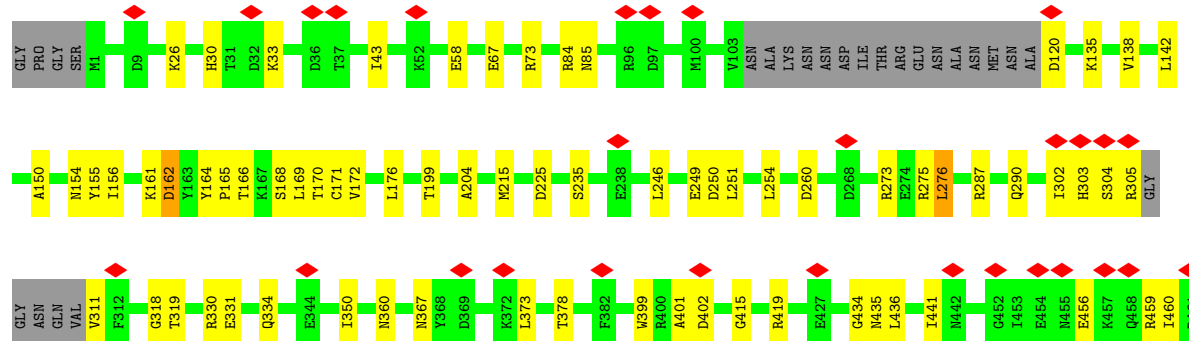 GLY PRO GLY SER M1 D9 K26 H30 T31 D32 K33 D36 T37 I43 K52 E58 E67 R73 R84 N85 R96 D97 M100 V103 ASN ALA LYS ASN ASN ASP ILE THR ARG GLU ASN ALA ASN MET ASN ALA D120 K135 V138 L142
A150 N154 Y155 I156 K161 D162 Y163 Y164 P165 T166 K167 S168 L169 T170 C171 V172 L176 T199 A204 M215 D225 S235 E238 L246 E249 D250 L251 L254 D260 D268 R273 E274 R275 L276 R287 Q290 I302 H303 S304 R305 GLY
GLY ASN GLN VAL V311 F312 G318 T319 R330 E331 Q334 E344 I350 N360 N367 Y368 D369 K372 L373 T378 F382 W399 R400 A401 D402 G415 R419 E427 G434 N435 L436 I441 N442 G452 I453 E454 N455 E456 K457 Q458 R459 I460